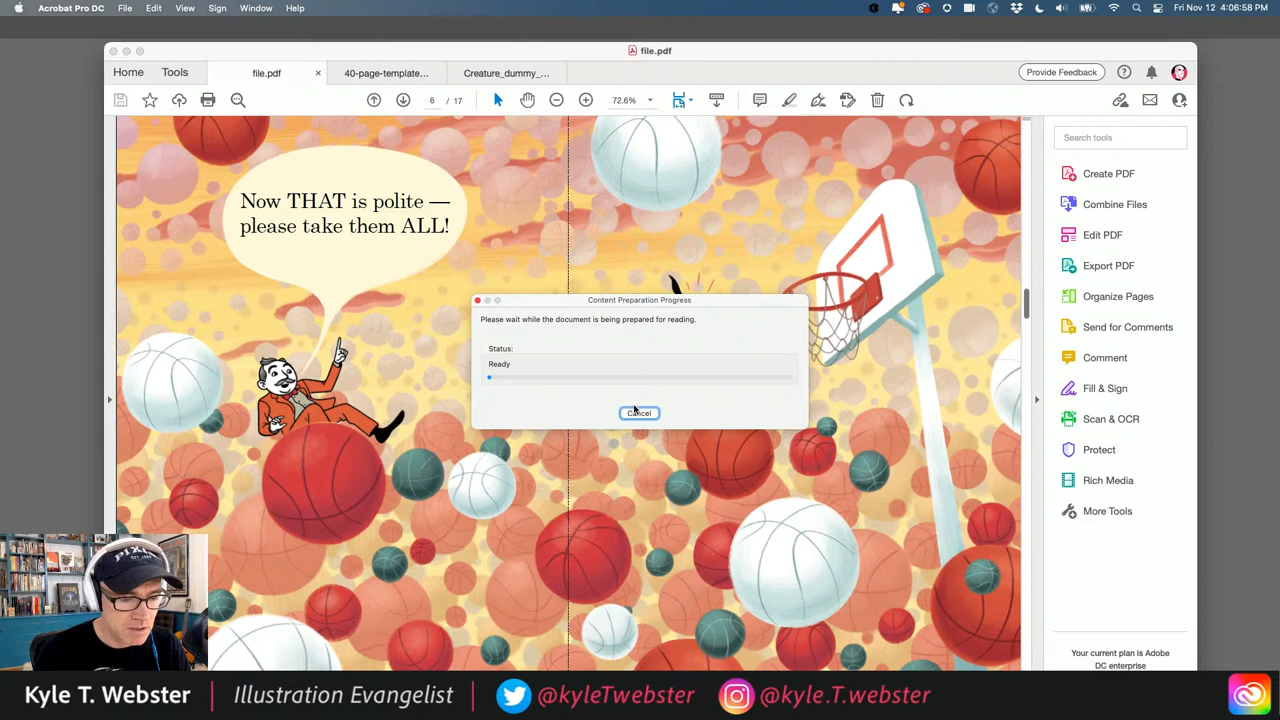 Acrobat Pro DC File Edit View Sign Window Help Fri Nov 12 4:06:58 PM
file.pdf
Home Tools file.pdf × 40-page-template... Creature_dummy_... Provide Feedback
6 / 17 72.6%
Search tools
Now THAT is polite —
please take them ALL!
Content Preparation Progress
Please wait while the document is being prepared for reading.
Status:
Ready
Cancel
Create PDF
Combine Files
Edit PDF
Export PDF
Organize Pages
Send for Comments
Comment
Fill & Sign
Scan & OCR
Protect
Rich Media
More Tools
Your current plan is Adobe
DC enterprise
Kyle T. Webster | Illustration Evangelist | @kyleTwebster @kyle.T.webster